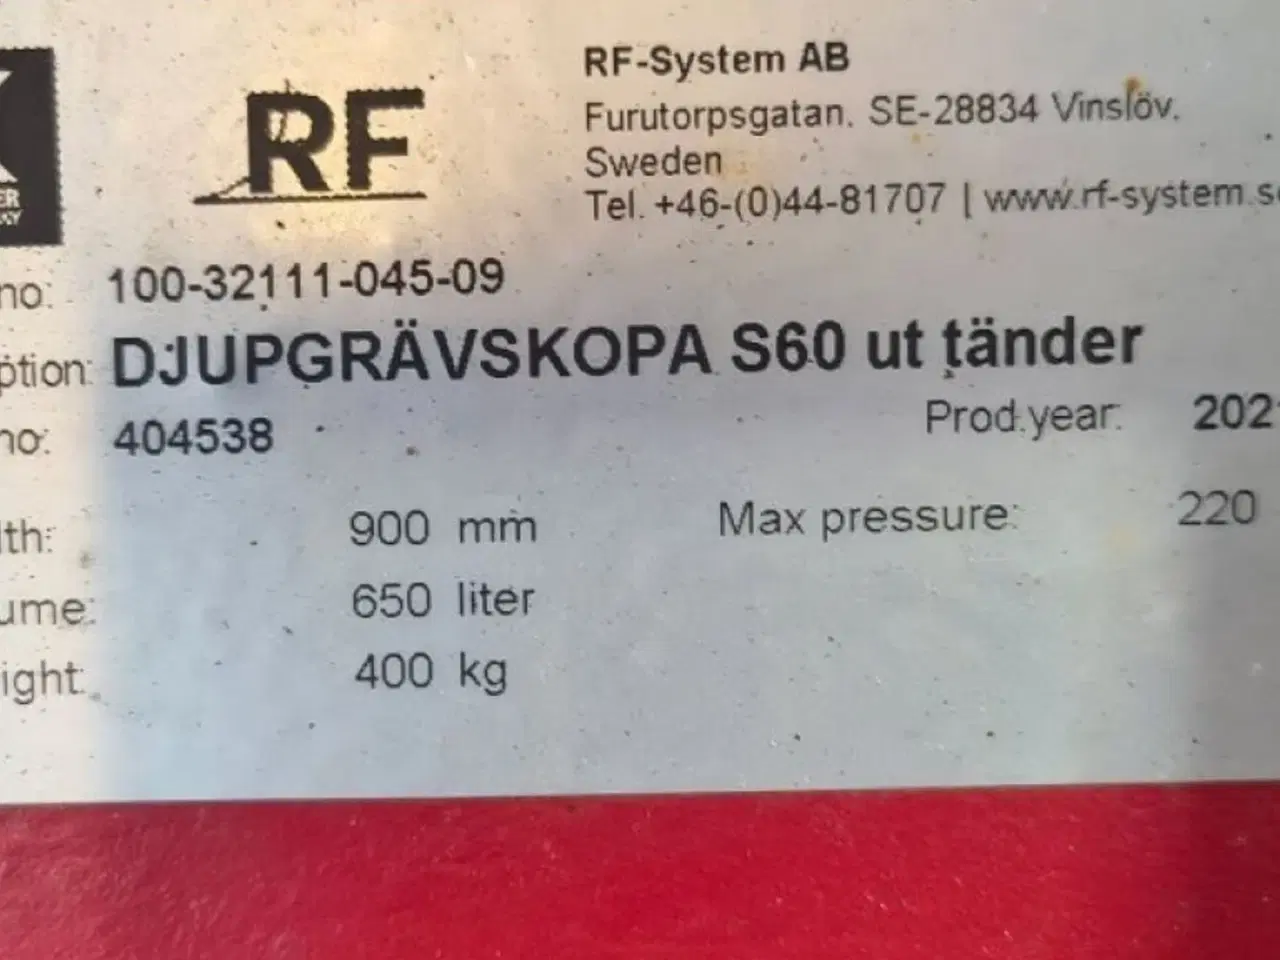 RF
RF-System AB
Furutorpsgatan. SE-28834 Vinslöv.
Sweden
Tel. +46-(0)44-81707 | www.rf-system.se
no: 100-32111-045-09
ption: DJUPGRÄVSKOPA S60 ut tänder
no: 404538
Prod.year: 202
lth: 900 mm
Max pressure: 220
ume: 650 liter
ight: 400 kg